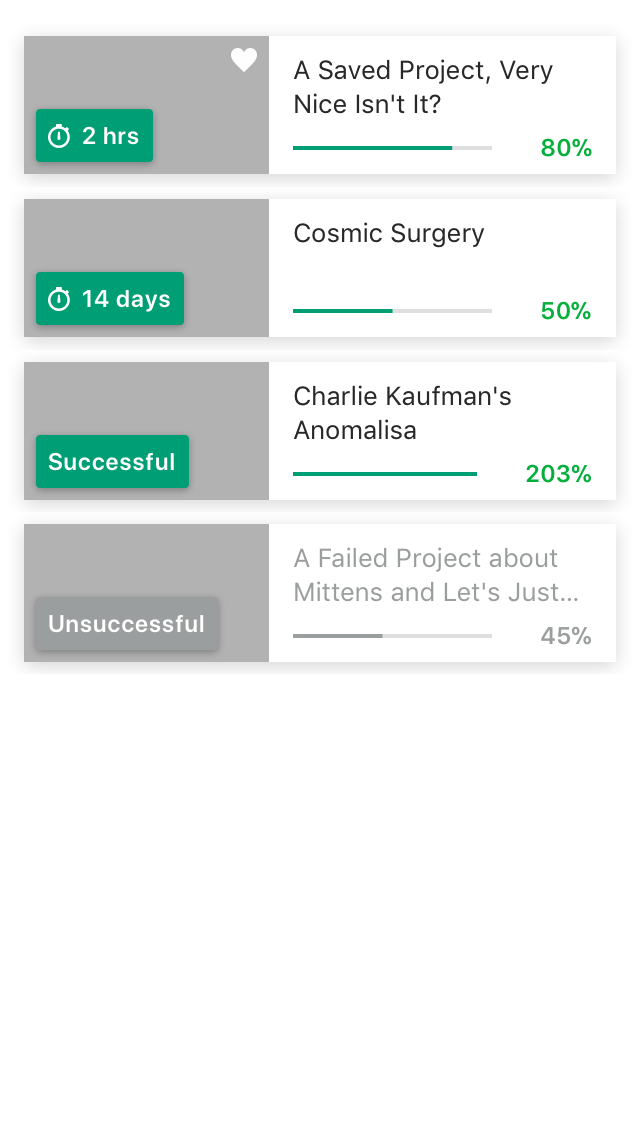 A Saved Project, Very
Nice Isn't It?
2 hrs
80%
Cosmic Surgery
14 days
50%
Charlie Kaufman's
Anomalisa
Successful
203%
A Failed Project about
Mittens and Let's Just...
Unsuccessful
45%